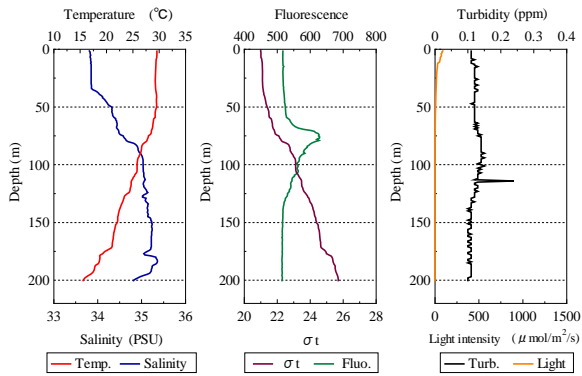 Temperature (℃)
10 15 20 25 30 35
0
50
100
150
200
Depth (m)
33 34 35 36
Salinity (PSU)
Temp. Salinity
Fluorescence
400 500 600 700 800
0
50
100
150
200
Depth (m)
20 22 24 26 28
σt
σt Fluo.
Turbidity (ppm)
0 0.1 0.2 0.3 0.4
0
50
100
150
200
Depth (m)
0 500 1000 1500
Light intensity (μmol/m²/s)
Turb. Light